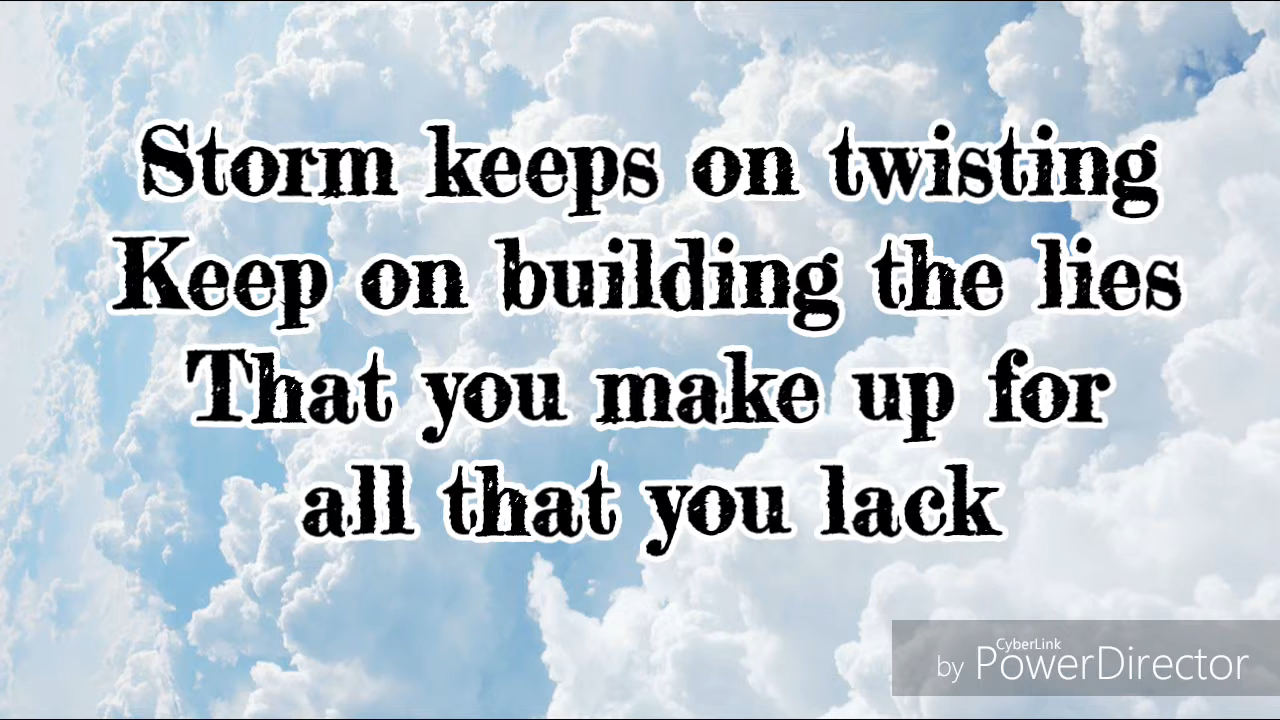 Storm keeps on twisting
Keep on building the lies
That you make up for
all that you lack
CyberLink
by PowerDirector